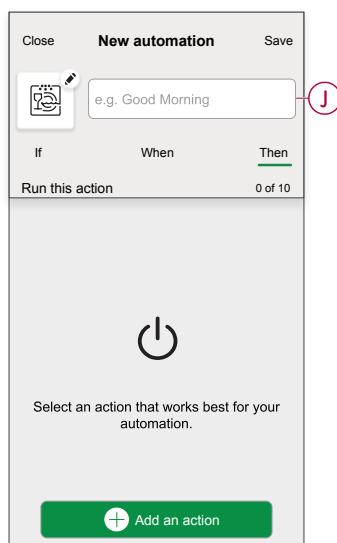 Close New automation Save
e.g. Good Morning
J
If When Then
Run this action 0 of 10
Select an action that works best for your
automation.
Add an action